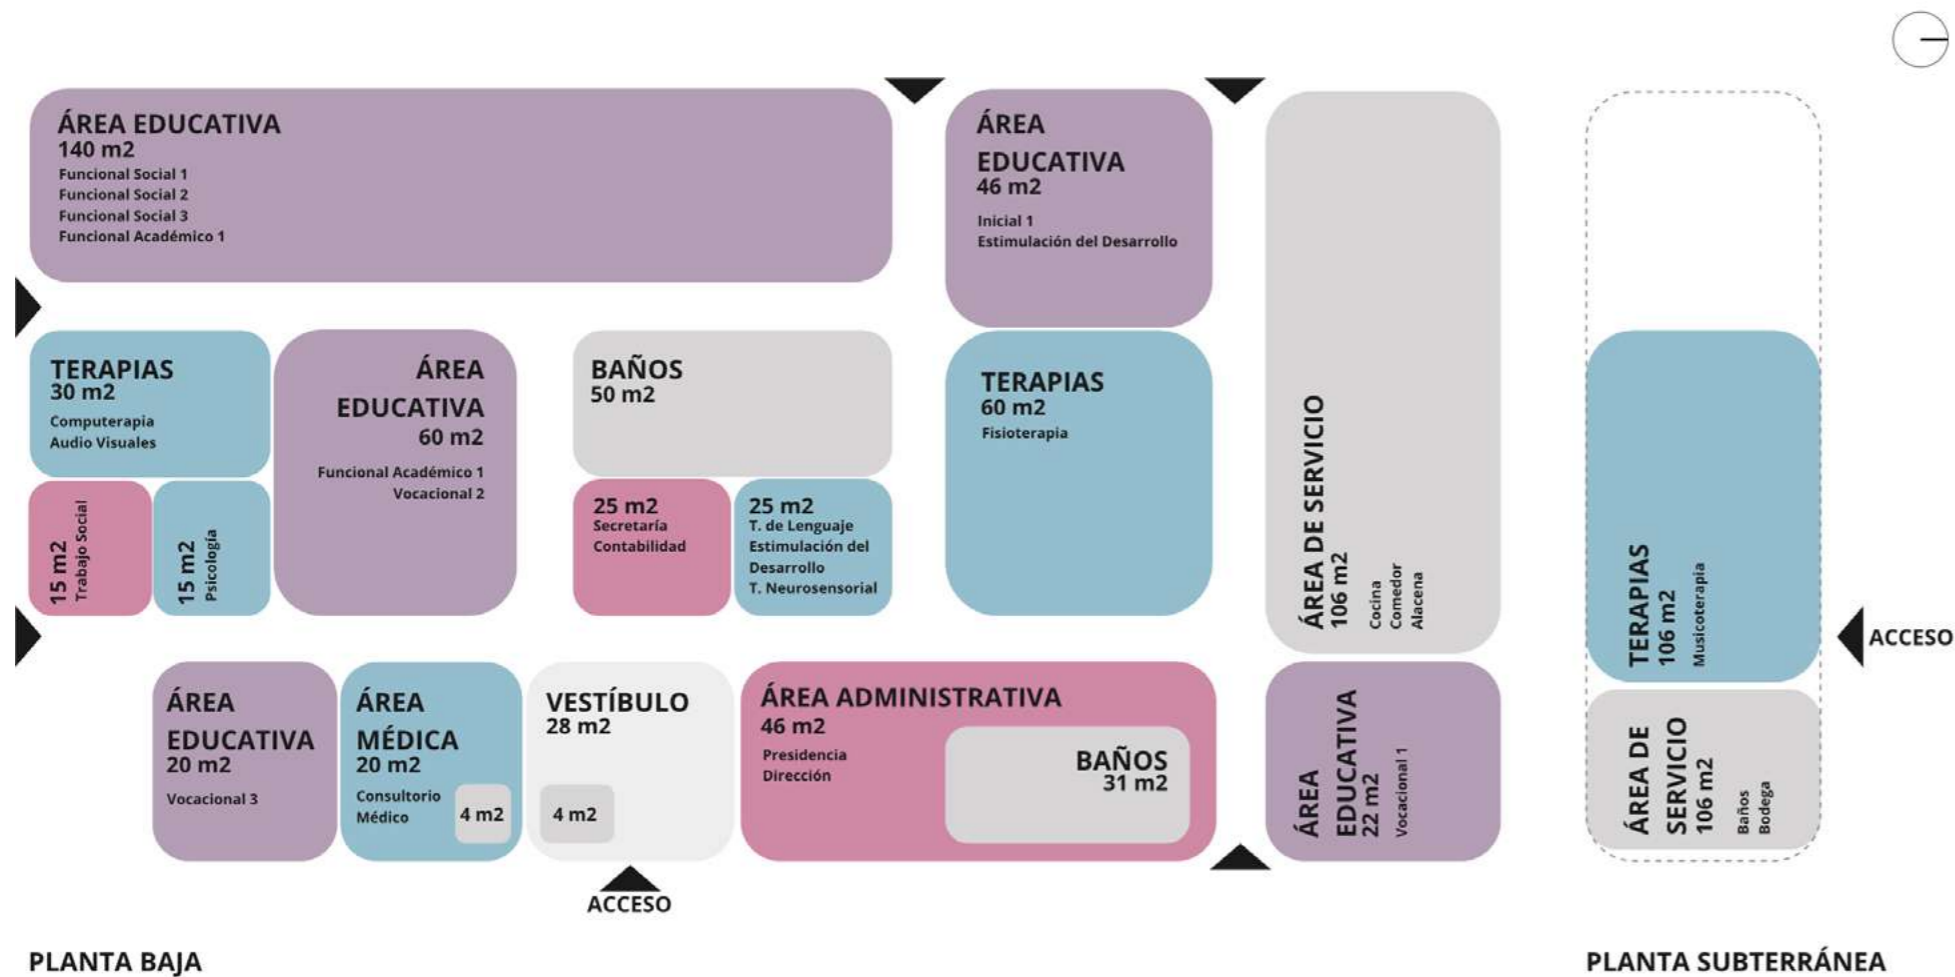 ÁREA EDUCATIVA
140 m2
Funcional Social 1
Funcional Social 2
Funcional Social 3
Funcional Académico 1
ÁREA
EDUCATIVA
46 m2
Inicial 1
Estimulación del Desarrollo
TERAPIAS
30 m2
Computerapia
Audio Visuales
15 m2
Trabajo Social
15 m2
Psicología
ÁREA
EDUCATIVA
60 m2
Funcional Académico 1
Vocacional 2
BAÑOS
50 m2
25 m2
Secretaría
Contabilidad
25 m2
T. de Lenguaje
Estimulación del
Desarrollo
T. Neurosensorial
TERAPIAS
60 m2
Fisioterapia
ÁREA DE SERVICIO
106 m2
Cocina
Comedor
Alacena
ÁREA
EDUCATIVA
20 m2
Vocacional 3
ÁREA
MÉDICA
20 m2
Consultorio
Médico
4 m2
VESTÍBULO
28 m2
4 m2
ÁREA ADMINISTRATIVA
46 m2
Presidencia
Dirección
BAÑOS
31 m2
ÁREA
EDUCATIVA
22 m2
Vocacional 1
ACCESO
PLANTA BAJA
TERAPIAS
106 m2
Musicoterapia
ÁREA DE
SERVICIO
106 m2
Baños
Bodega
ACCESO
PLANTA SUBTERRÁNEA